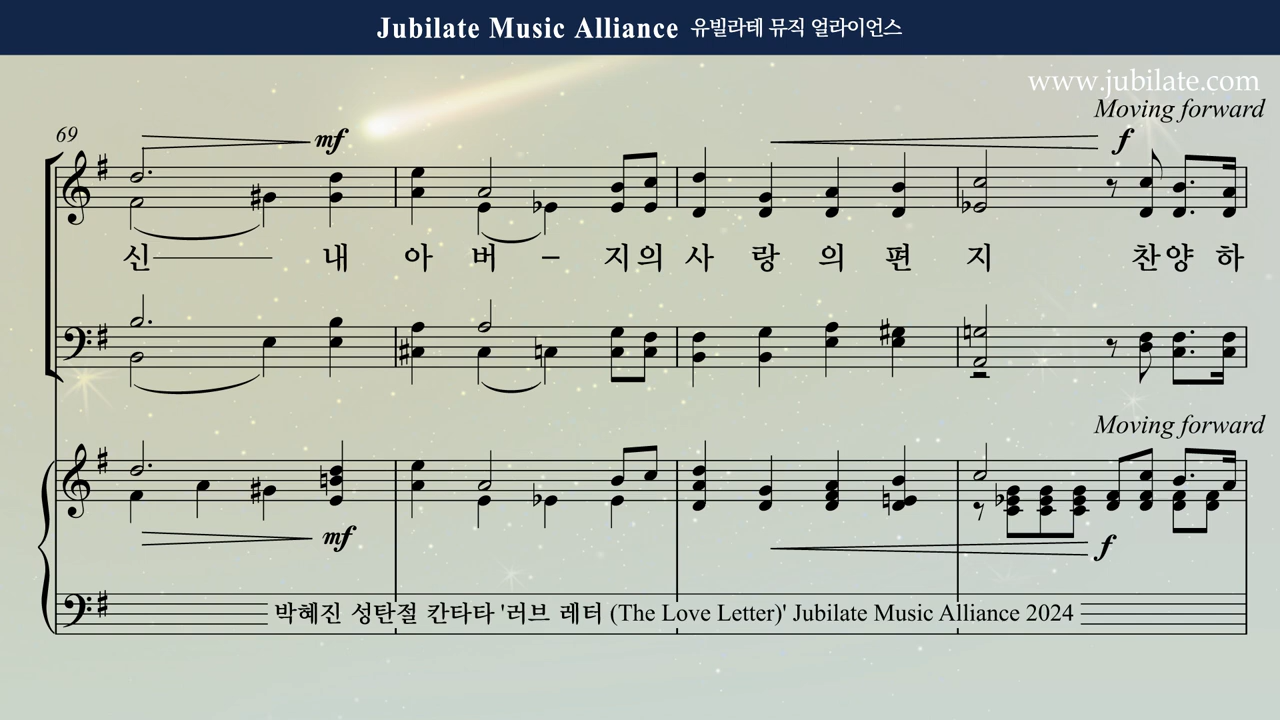 Jubilate Music Alliance 유빌라테 뮤직 얼라이언스
www.jubilate.com
Moving forward
69
mf
f
신 내 아 버 – 지의 사 랑 의 편 지 찬양 하
Moving forward
mf
f
박혜진 성탄절 칸타타 '러브 레터 (The Love Letter)' Jubilate Music Alliance 2024